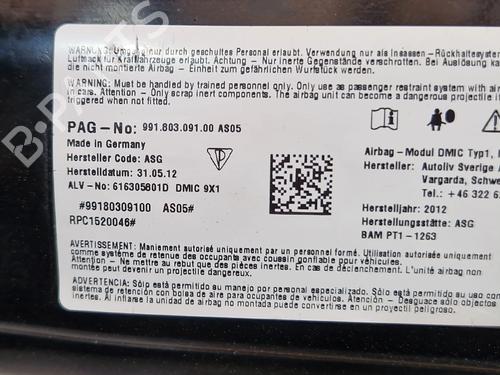 WARNUNG: Umgang nur durch geschultes Personal erlaubt. Verwendung nur als Insassen - Rückhaltesystem
Luftsack für Kraftfahrzeuge erlaubt. Achtung - Nur inerte Gegenstände verschrotten. Bei Auslösung
die nicht montierte Airbag - Einheit zum gefährlichen Wurfstück werden.
WARNING: Must be handled by trained personnel only. Only use as passenger restraint system with air
in cars. Attention - Only scrap inert components. The airbag unit can become a dangerous projectile
triggered when not mounted.
PAG-No: 991.803.091.00 AS05
Made in Germany
Hersteller Code: ASG
Herstelldatum: 31.05.12
ALV-No: 616305801D DMIC 9X1
#99180309100 AS05#
RPC1520046#
Airbag - Modul DMIC Typ1,
Hersteller: Autoliv Sverige
Vargarda, Schwe
Tel: +46 322 6
Herstelljahr: 2012
Herstellungsstätte: ASG
BAM PT1-1263
AVERTISSEMENT: Maniement autorisé uniquement par un personnel formé. Uniquement autorisé
comme système de retenue des occupants avec coussin gonflable pour véhicules.
Attention - Ne mettre au rebut que des pièces inertes. En cas de déclenchement, l'unité airbag non
montée peut devenir un projectile dangereux.
ADVERTENCIA: Sólo está permitido su manejo por personal especializado. Sólo está permitido su
sistema de retención con bolsa de aire para ocupantes de vehículos. Atención - Desguace sólo objetos
inertes. Al inflarse la unidad de airbag no montada puede convertirse en un proyectil peligroso.
B-PARTS